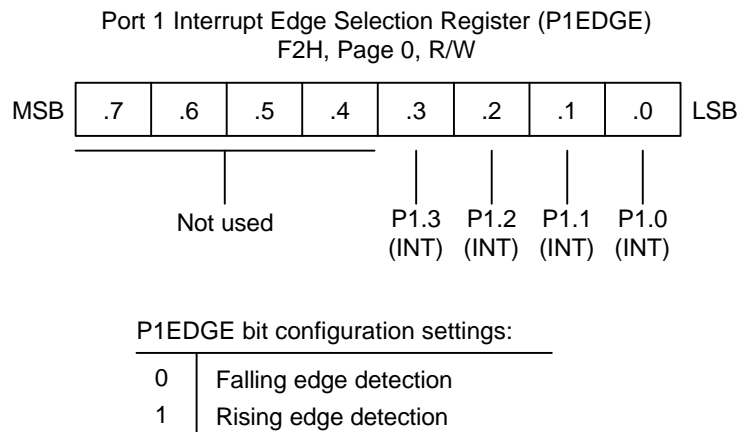 Port 1 Interrupt Edge Selection Register (P1EDGE)
F2H, Page 0, R/W
MSB .7 .6 .5 .4 .3 .2 .1 .0 LSB
Not used P1.3 P1.2 P1.1 P1.0
(INT) (INT) (INT) (INT)
P1EDGE bit configuration settings:
0 Falling edge detection
1 Rising edge detection